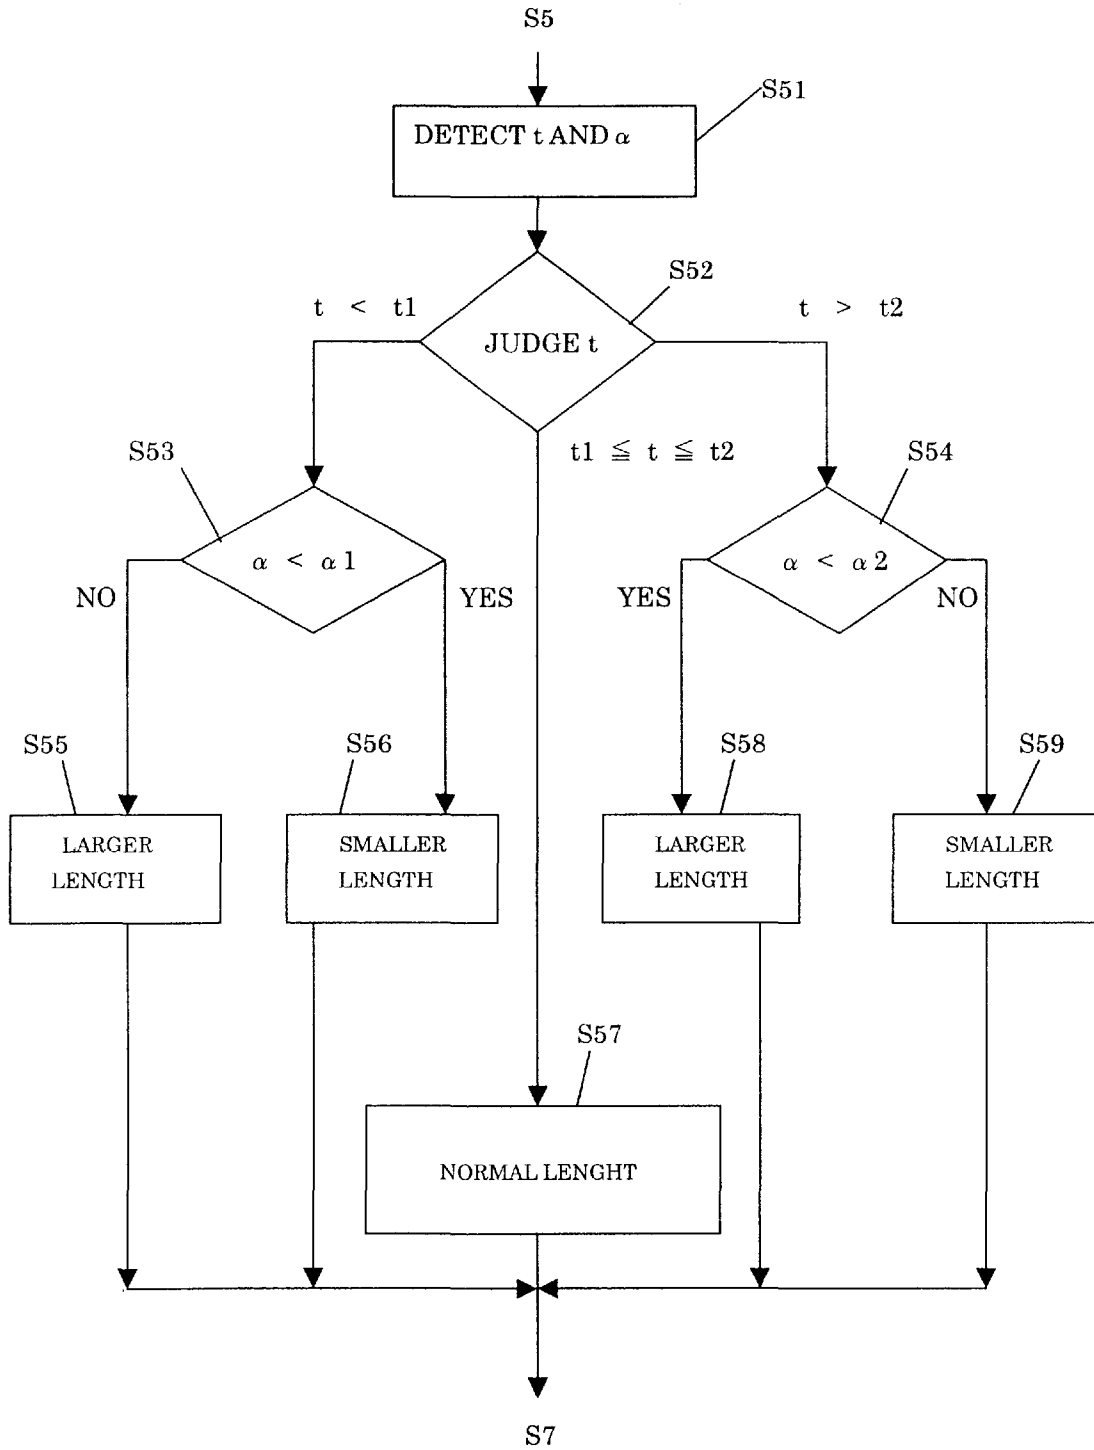 S5
S51
DETECT t AND α
S52
t < t1
t > t2
JUDGE t
S53
t1 ≦ t ≦ t2
S54
α < α1
α < α2
NO
YES
YES
NO
S55
S56
S58
S59
LARGER
LENGTH
SMALLER
LENGTH
LARGER
LENGTH
SMALLER
LENGTH
S57
NORMAL LENGHT
S7